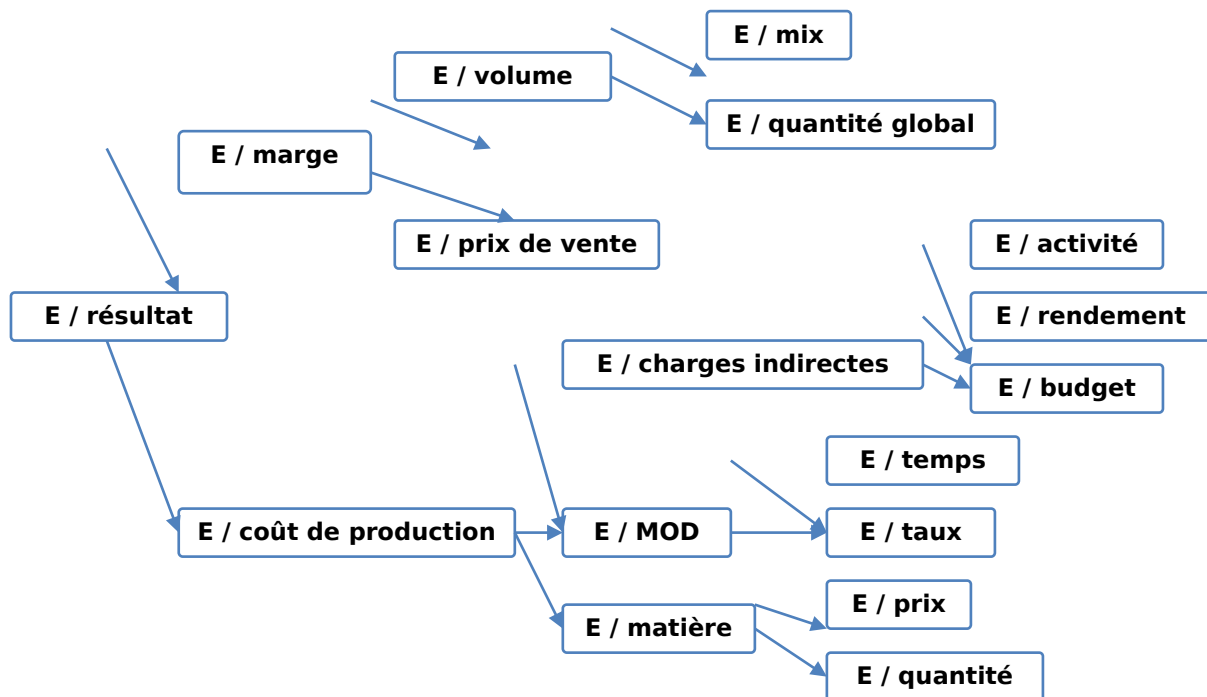 E / mix
E / volume
E / quantité global
E / marge
E / prix de vente
E / activité
E / résultat
E / rendement
E / charges indirectes
E / budget
E / temps
E / coût de production
E / MOD
E / taux
E / prix
E / matière
E / quantité